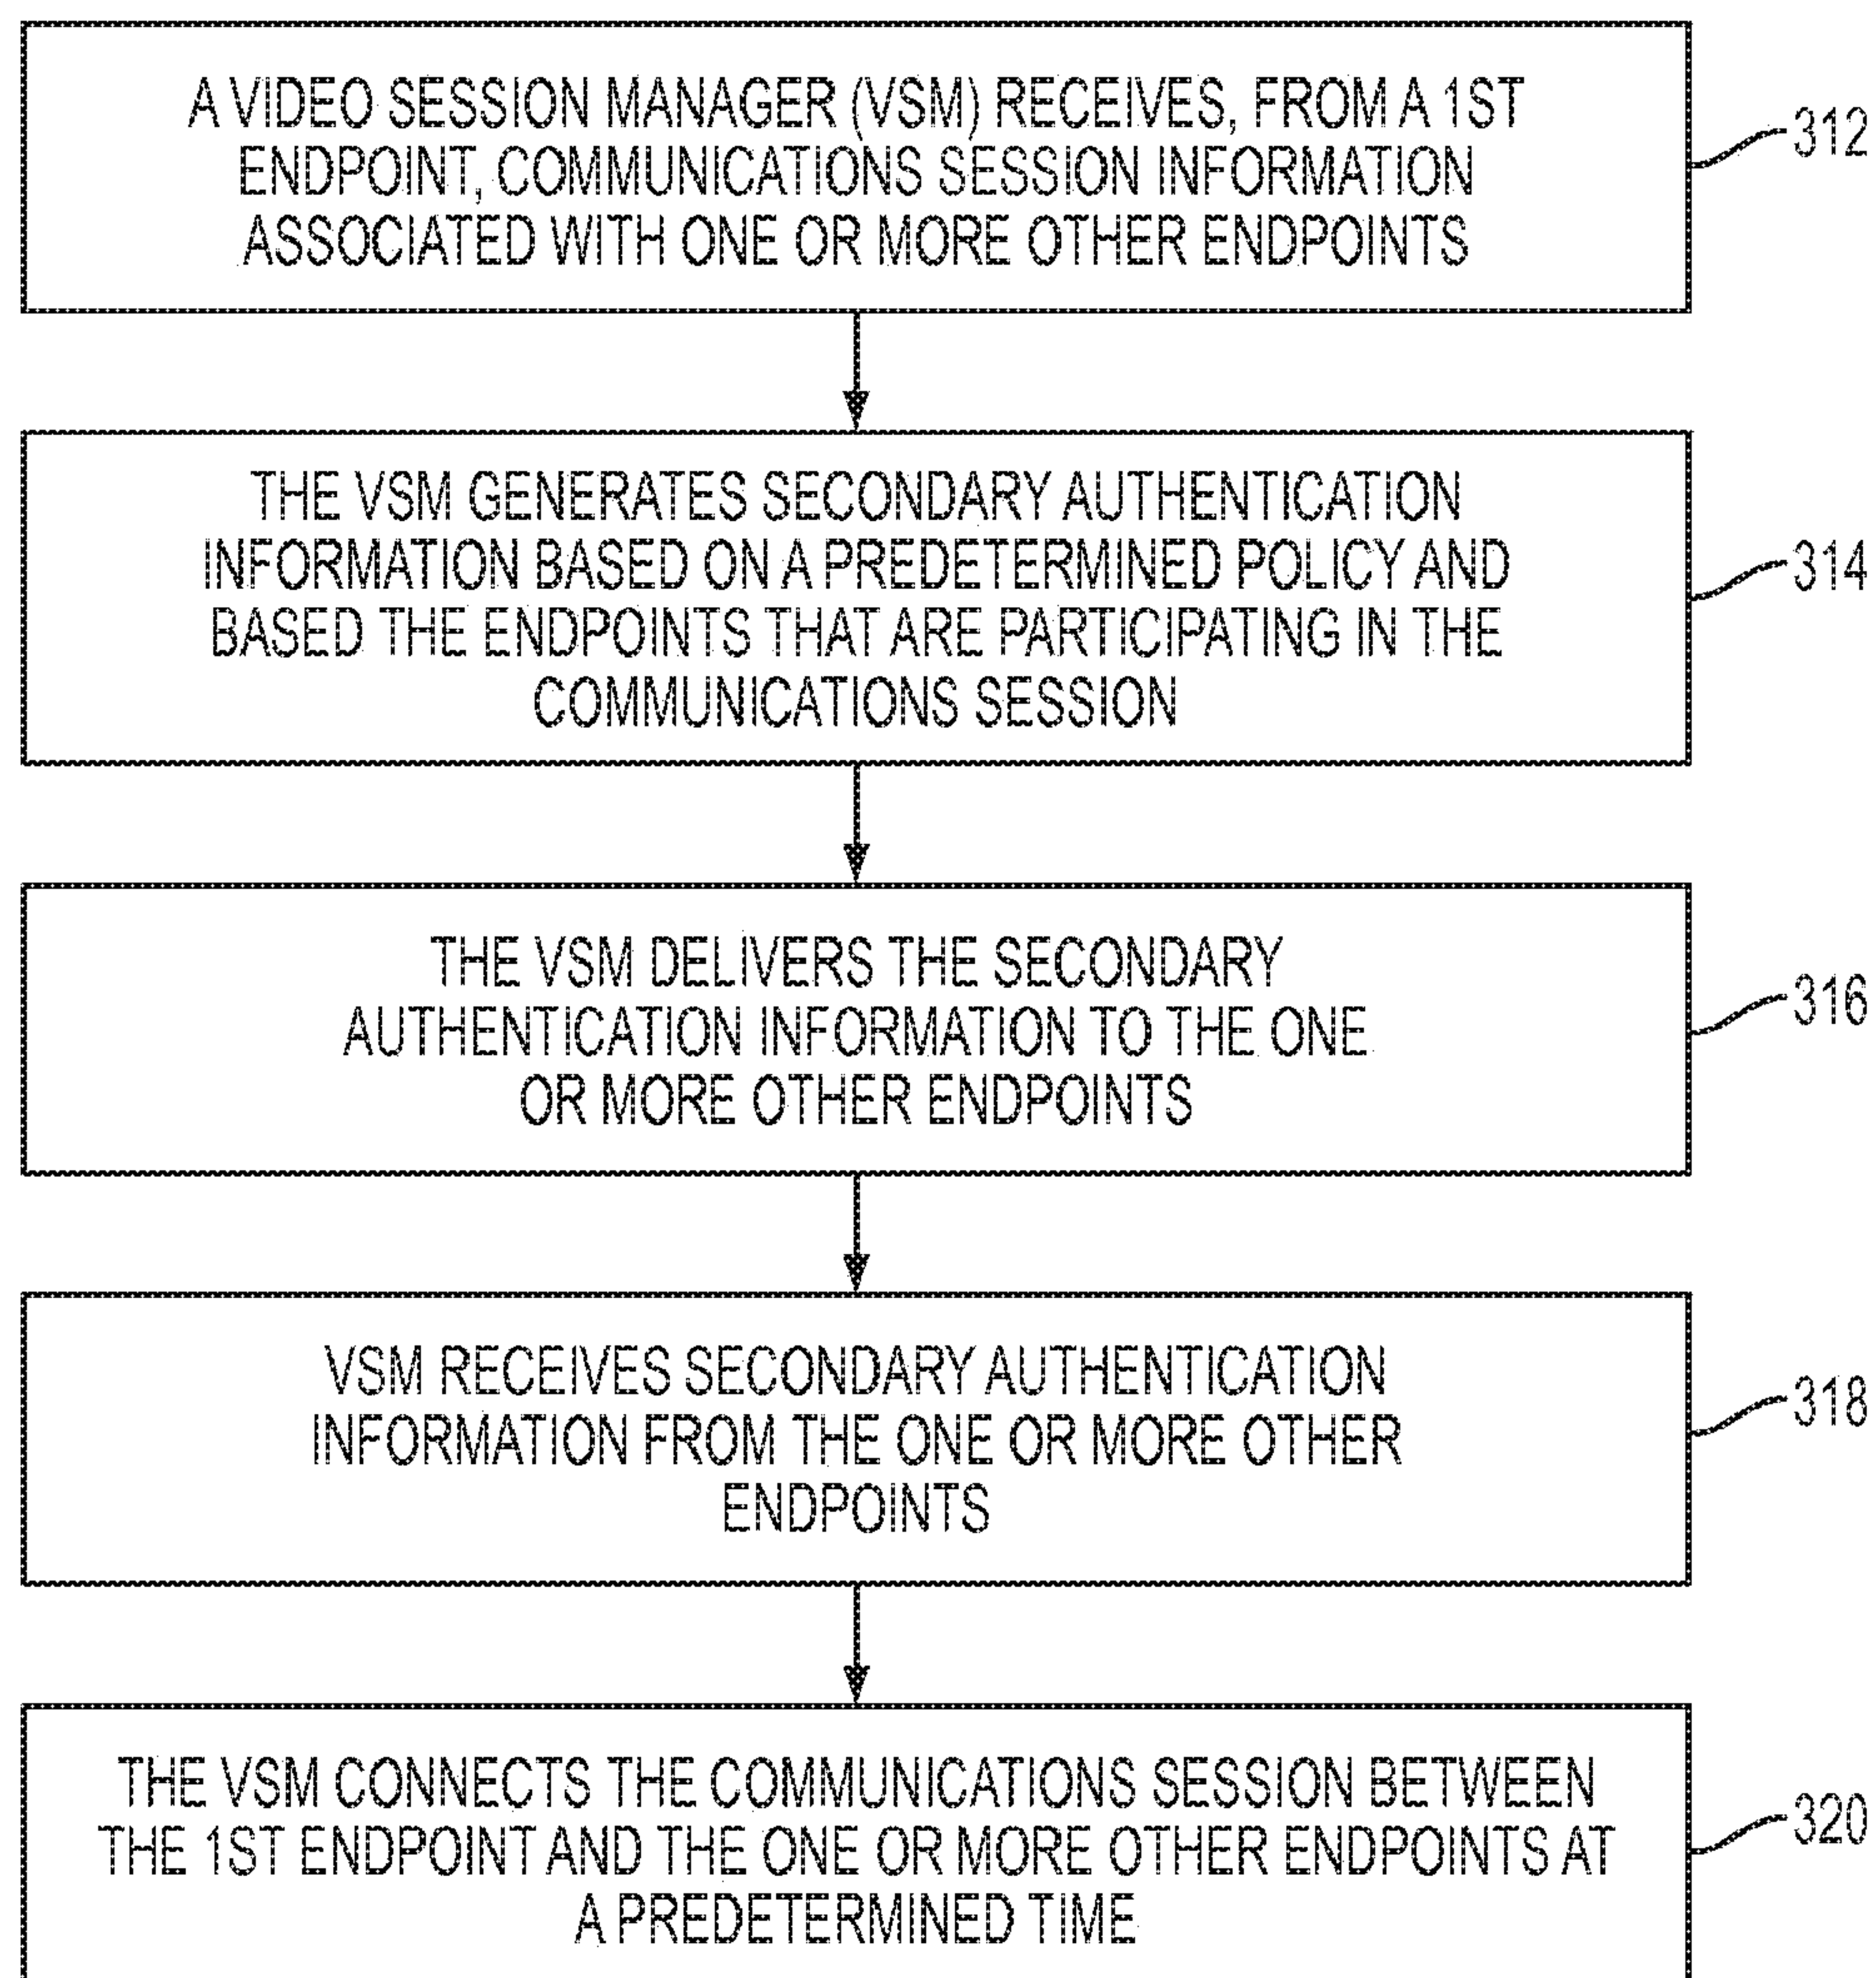 A VIDEO SESSION MANAGER (VSM) RECEIVES, FROM A 1ST
ENDPOINT, COMMUNICATIONS SESSION INFORMATION
ASSOCIATED WITH ONE OR MORE OTHER ENDPOINTS
312
THE VSM GENERATES SECONDARY AUTHENTICATION
INFORMATION BASED ON A PREDETERMINED POLICY AND
BASED THE ENDPOINTS THAT ARE PARTICIPATING IN THE
COMMUNICATIONS SESSION
314
THE VSM DELIVERS THE SECONDARY
AUTHENTICATION INFORMATION TO THE ONE
OR MORE OTHER ENDPOINTS
316
VSM RECEIVES SECONDARY AUTHENTICATION
INFORMATION FROM THE ONE OR MORE OTHER
ENDPOINTS
318
THE VSM CONNECTS THE COMMUNICATIONS SESSION BETWEEN
THE 1ST ENDPOINT AND THE ONE OR MORE OTHER ENDPOINTS AT
A PREDETERMINED TIME
320